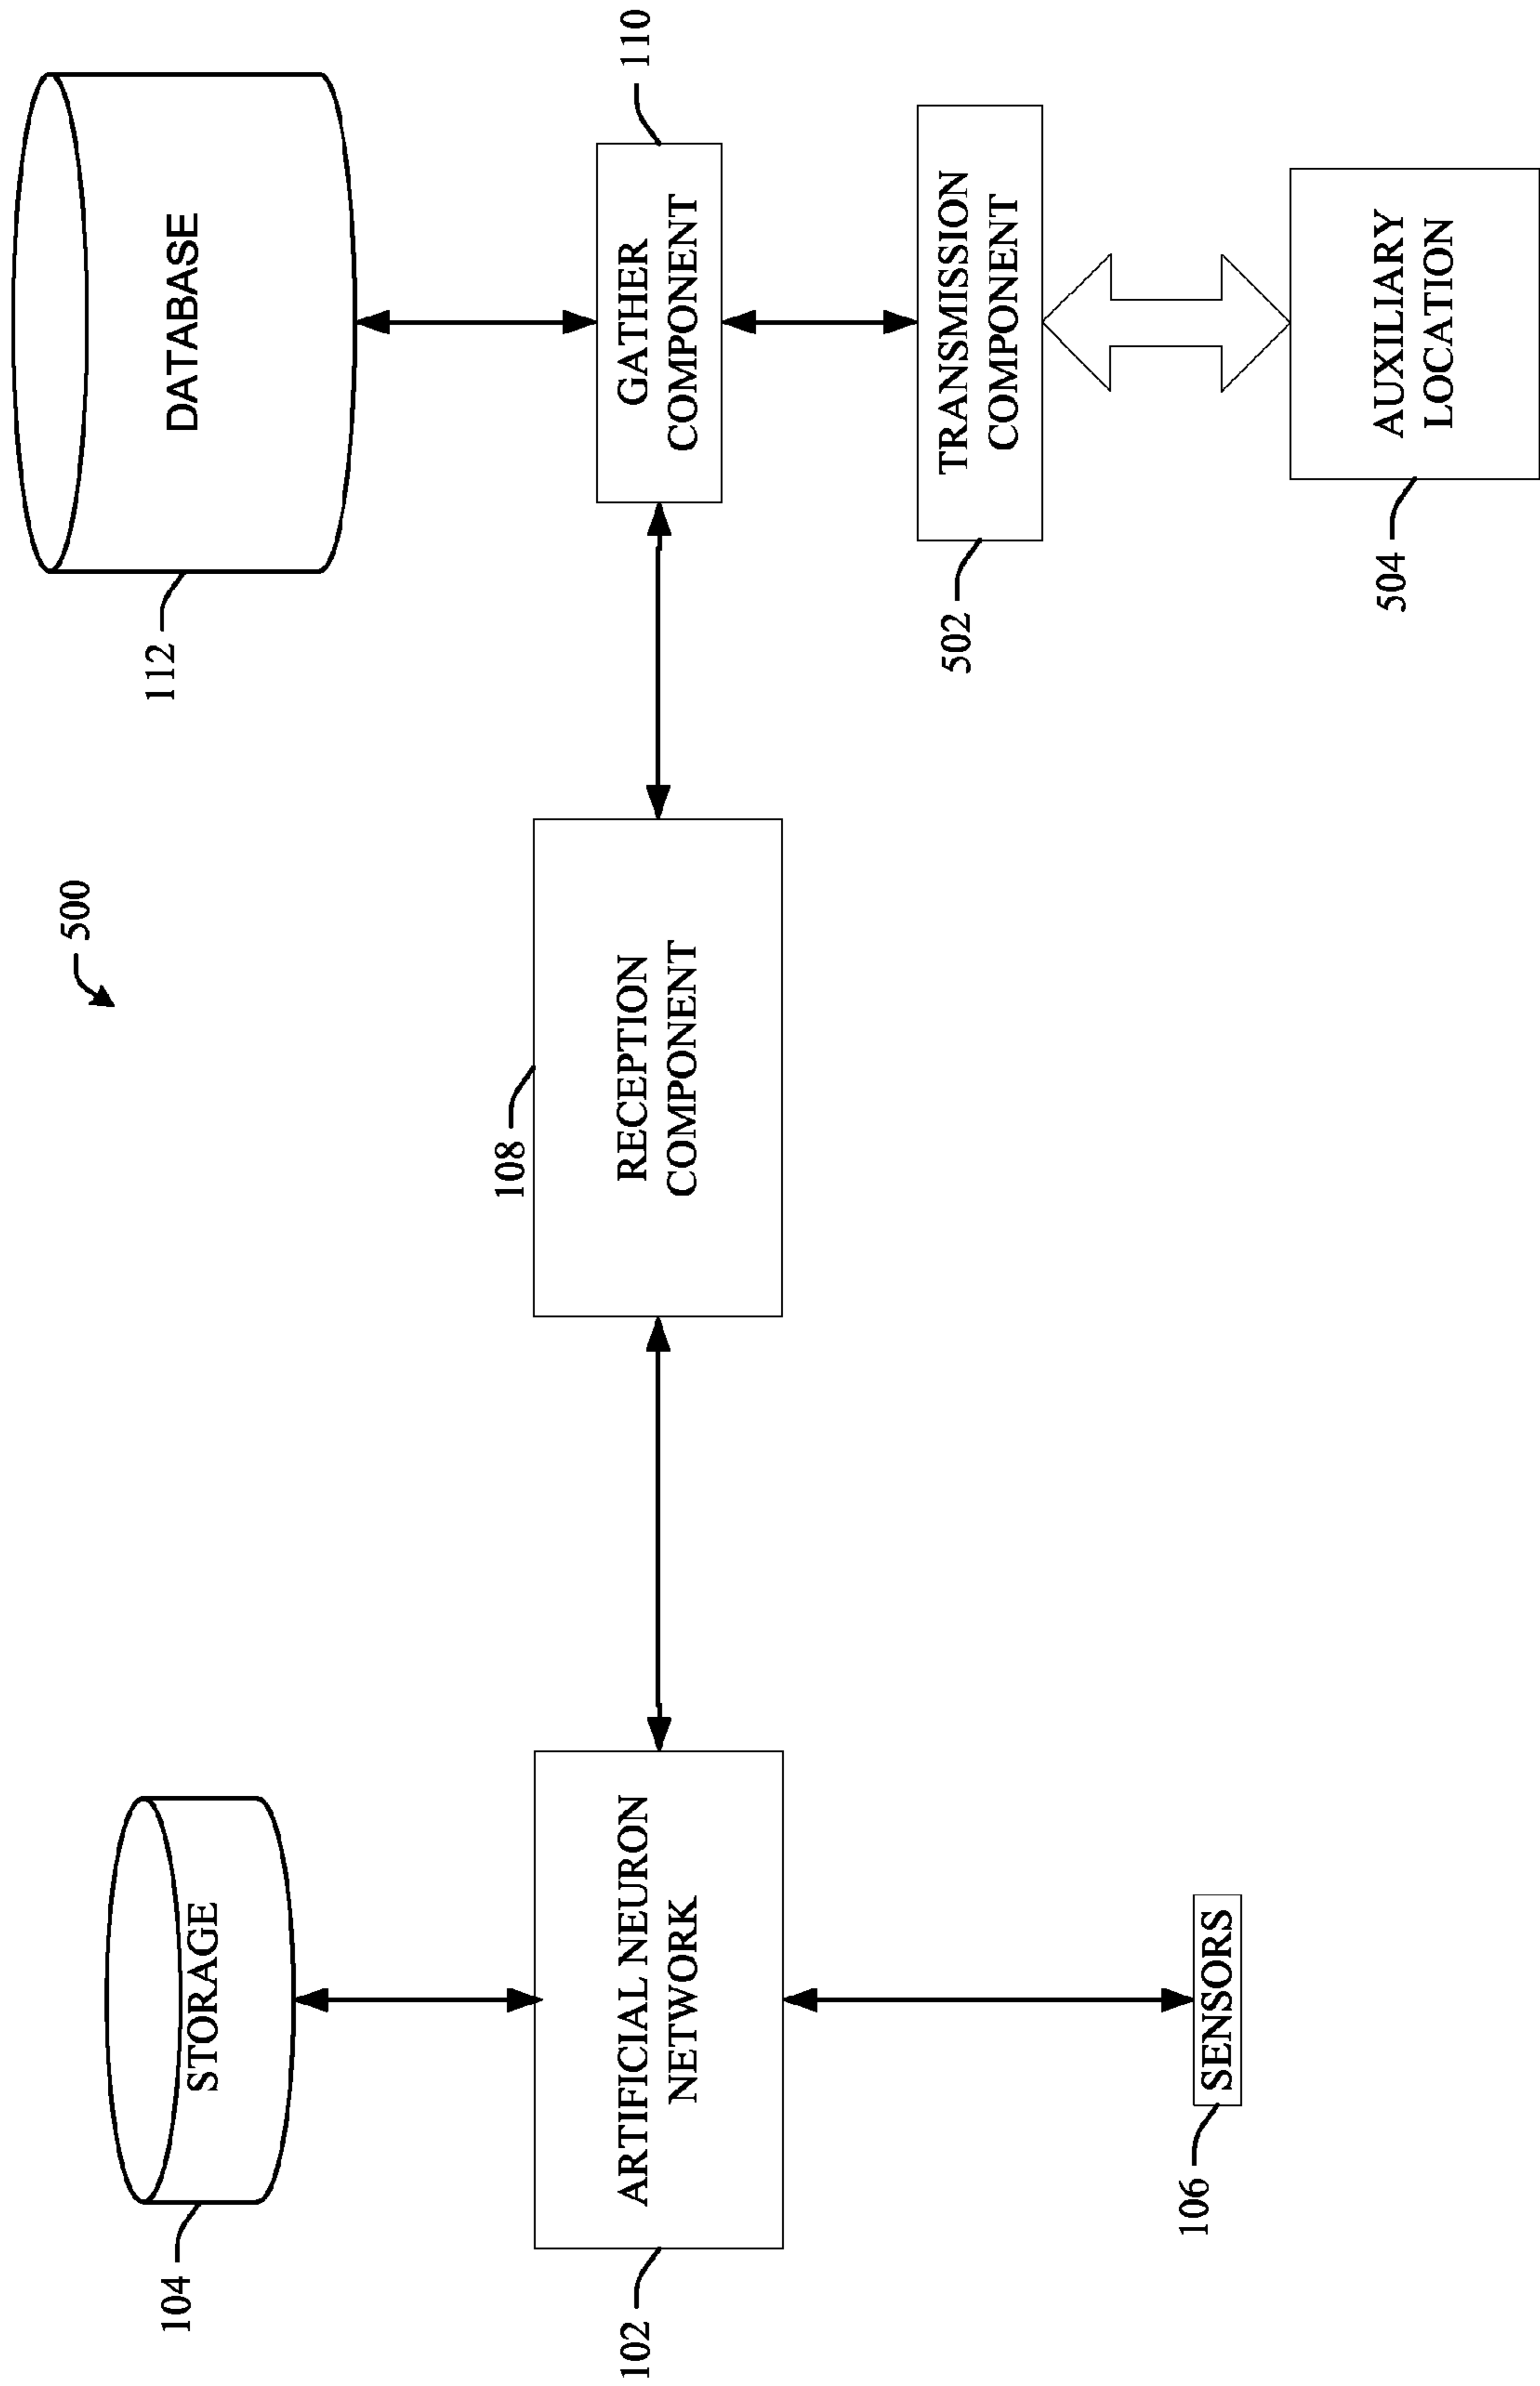 500
104
STORAGE
112
DATABASE
102
ARTIFICIAL NEURON
NETWORK
108
RECEPTION
COMPONENT
GATHER
COMPONENT
110
502
TRANSMISSION
COMPONENT
106
SENSORS
504
AUXILIARY
LOCATION